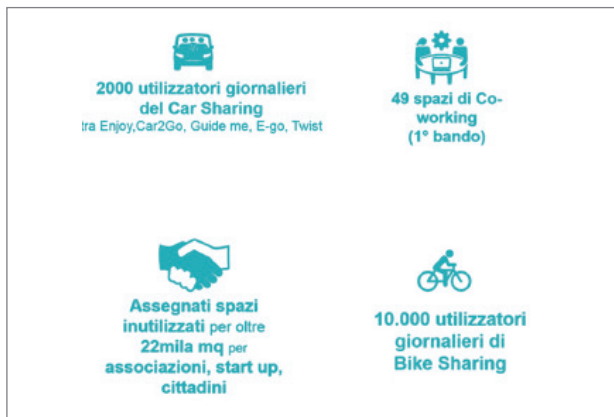 2000 utilizzatori giornalieri
del Car Sharing
tra Enjoy,Car2Go, Guide me, E-go, Twist
49 spazi di Co-
working
(1° bando)
Assegnati spazi
inutilizzati per oltre
22mila mq per
associazioni, start up,
cittadini
10.000 utilizzatori
giornalieri di
Bike Sharing